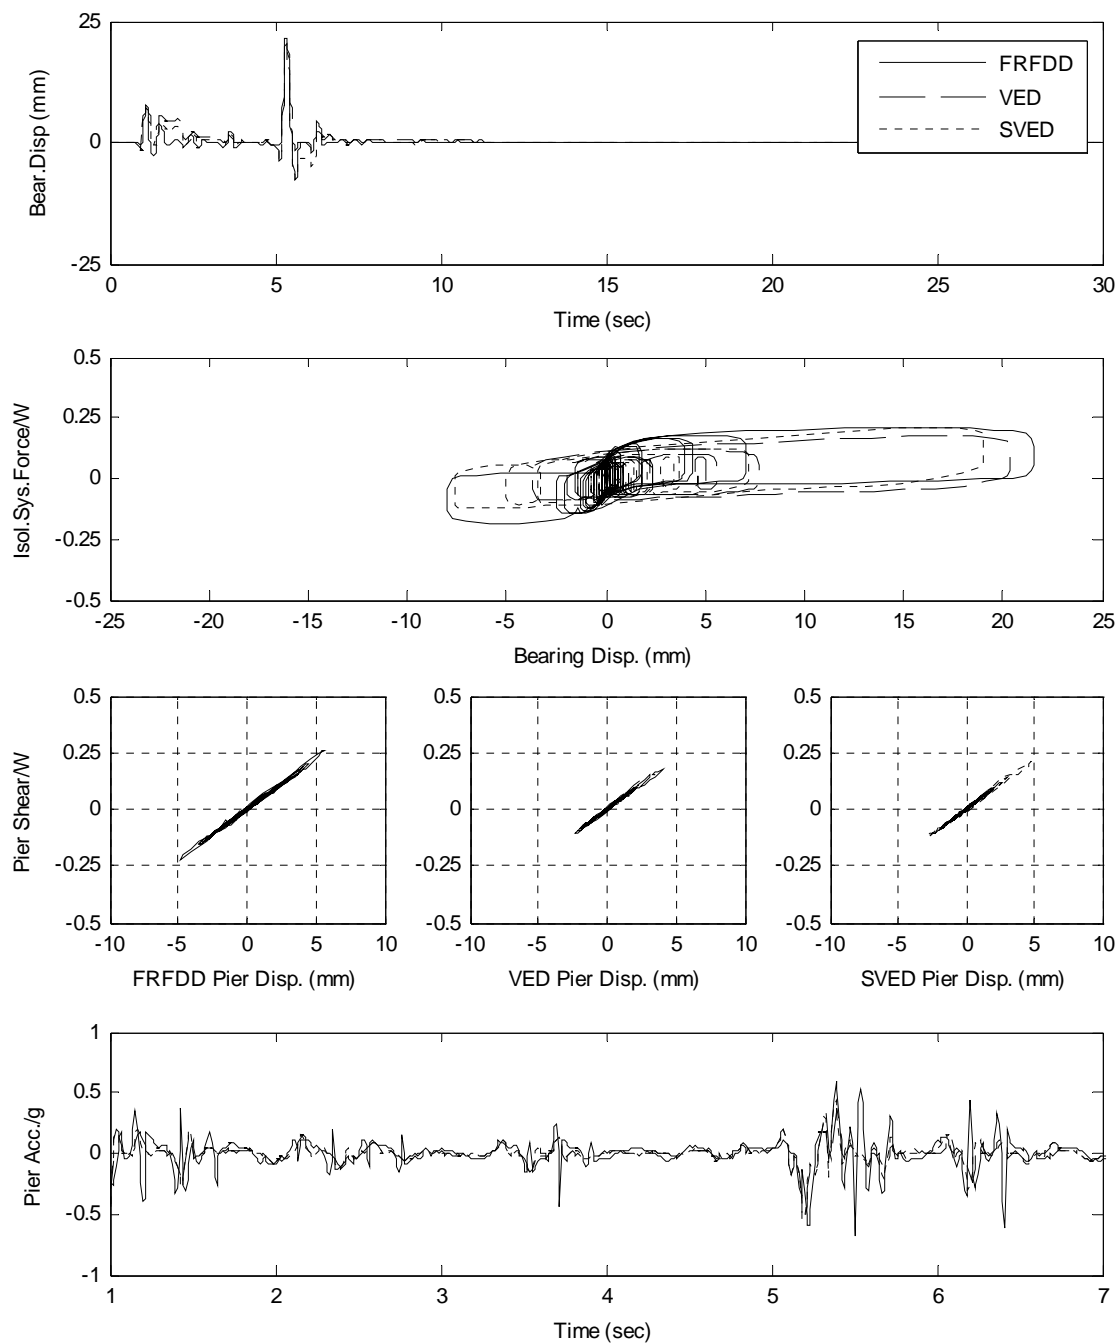 25
0
-25
Bear.Disp (mm)
FRFDD
VED
SVED
0 5 10 15 20 25 30
Time (sec)
0.5
0.25
0
-0.25
-0.5
Isol.Sys.Force/W
-25 -20 -15 -10 -5 0 5 10 15 20 25
Bearing Disp. (mm)
0.5
0.25
0
-0.25
-0.5
Pier Shear/W
-10 -5 0 5 10
FRFDD Pier Disp. (mm)
0.5
0.25
0
-0.25
-0.5
-10 -5 0 5 10
VED Pier Disp. (mm)
0.5
0.25
0
-0.25
-0.5
-10 -5 0 5 10
SVED Pier Disp. (mm)
1
0.5
0
-0.5
-1
Pier Acc./g
1 2 3 4 5 6 7
Time (sec)